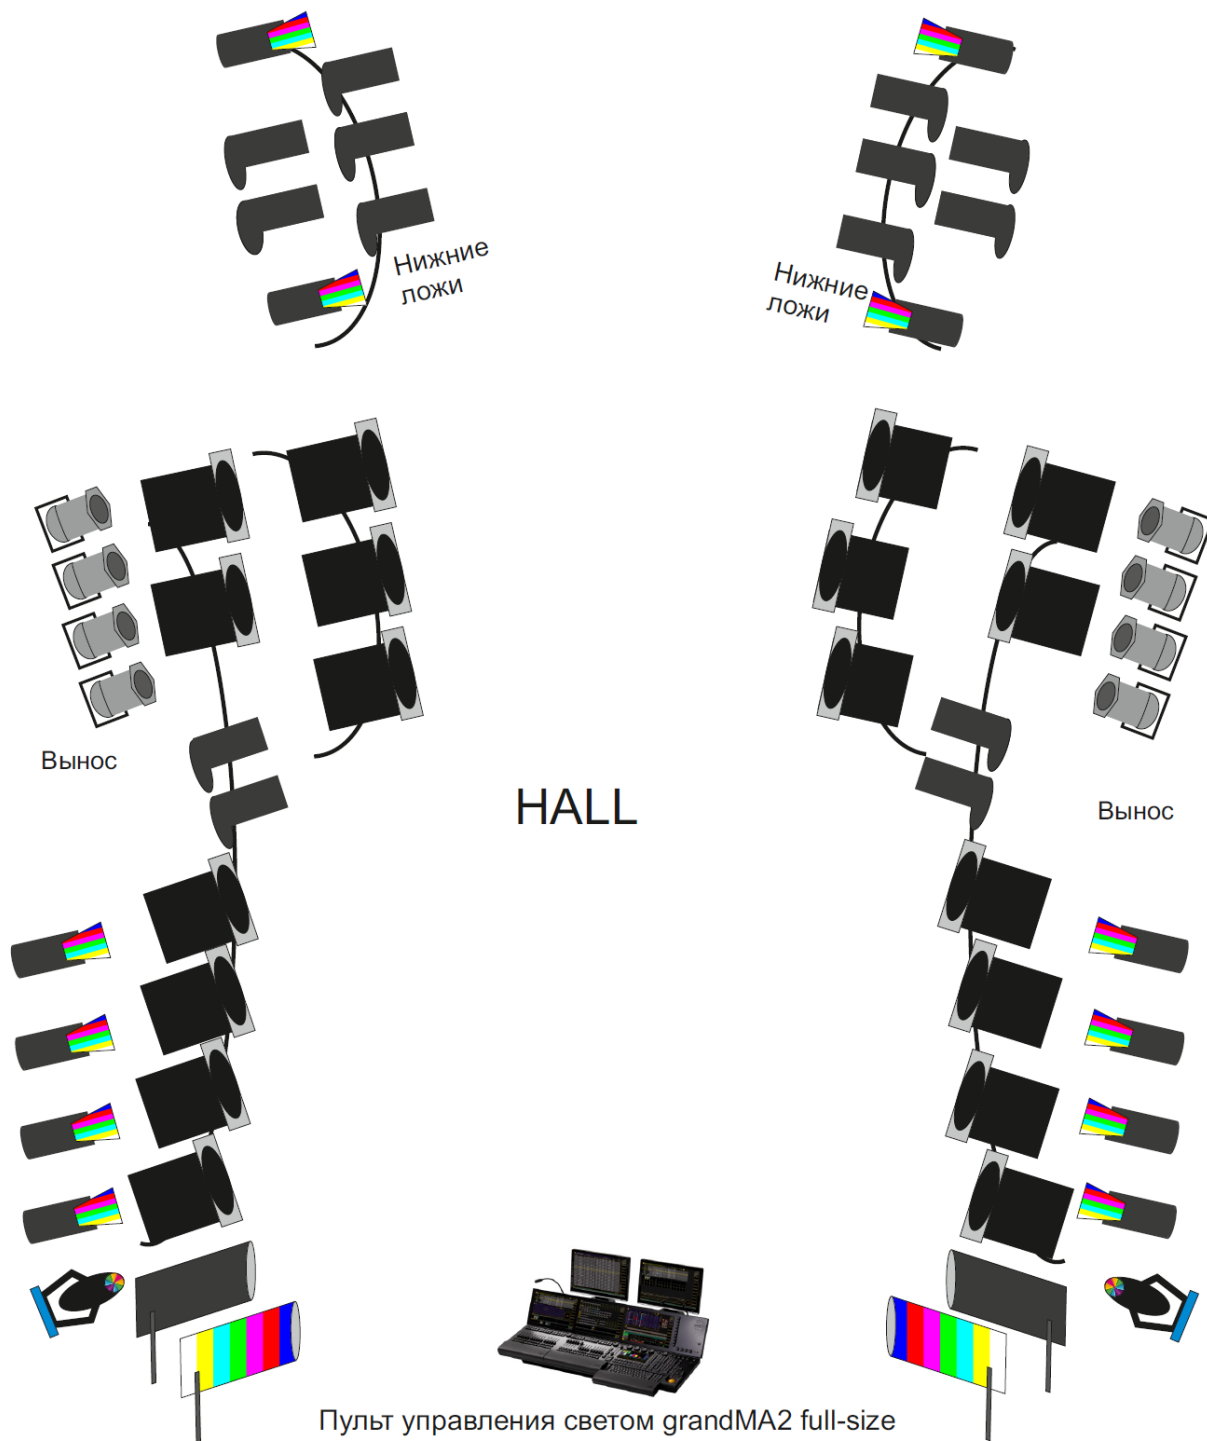 Нижние
ложи
Нижние
ложи
Вынос
HALL
Вынос
Пульт управления светом grandMA2 full-size